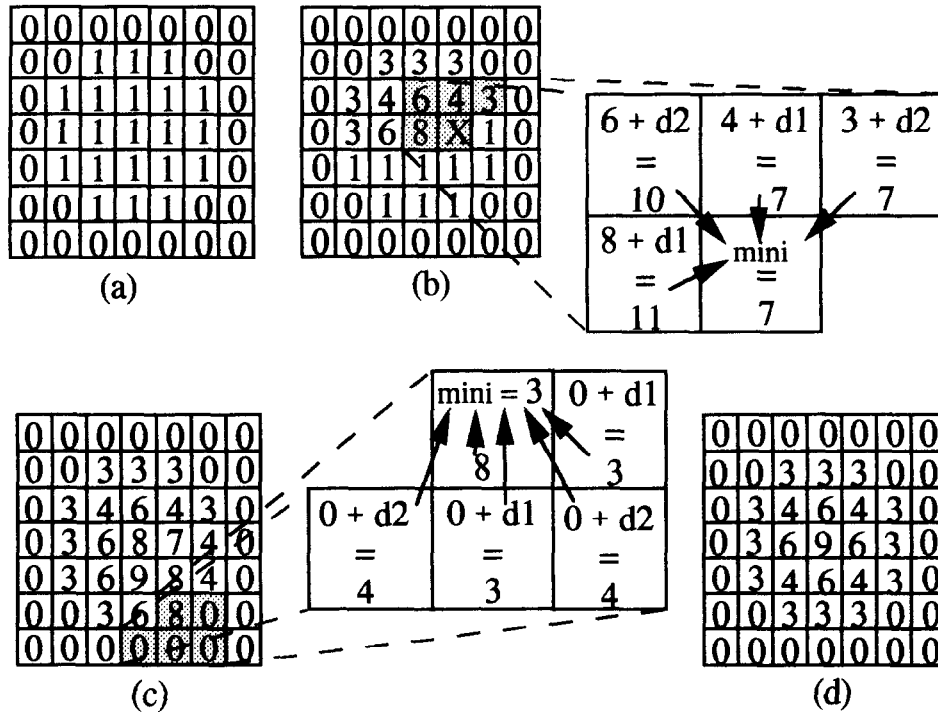 0 0 0 0 0 0 0
0 0 1 1 1 0 0
0 1 1 1 1 1 0
0 1 1 1 1 1 0
0 1 1 1 1 1 0
0 0 1 1 1 0 0
0 0 0 0 0 0 0
(a)
0 0 0 0 0 0 0
0 0 3 3 3 0 0
0 3 4 6 4 3 0
0 3 6 8 X 1 0
0 1 1 1 1 1 0
0 0 1 1 1 0 0
0 0 0 0 0 0 0
(b)
6 + d2 4 + d1 3 + d2
= = =
10 7 7
8 + d1 mini
= =
11 7
0 0 0 0 0 0 0
0 0 3 3 3 0 0
0 3 4 6 4 3 0
0 3 6 8 7 4 0
0 3 6 9 8 4 0
0 0 3 6 8 0 0
0 0 0 0 0 0 0
(c)
mini = 3 0 + d1
=
8 3
0 + d2 0 + d1 0 + d2
= = =
4 3 4
0 0 0 0 0 0 0
0 0 3 3 3 0 0
0 3 4 6 4 3 0
0 3 6 9 6 3 0
0 3 4 6 4 3 0
0 0 3 3 3 0 0
0 0 0 0 0 0 0
(d)